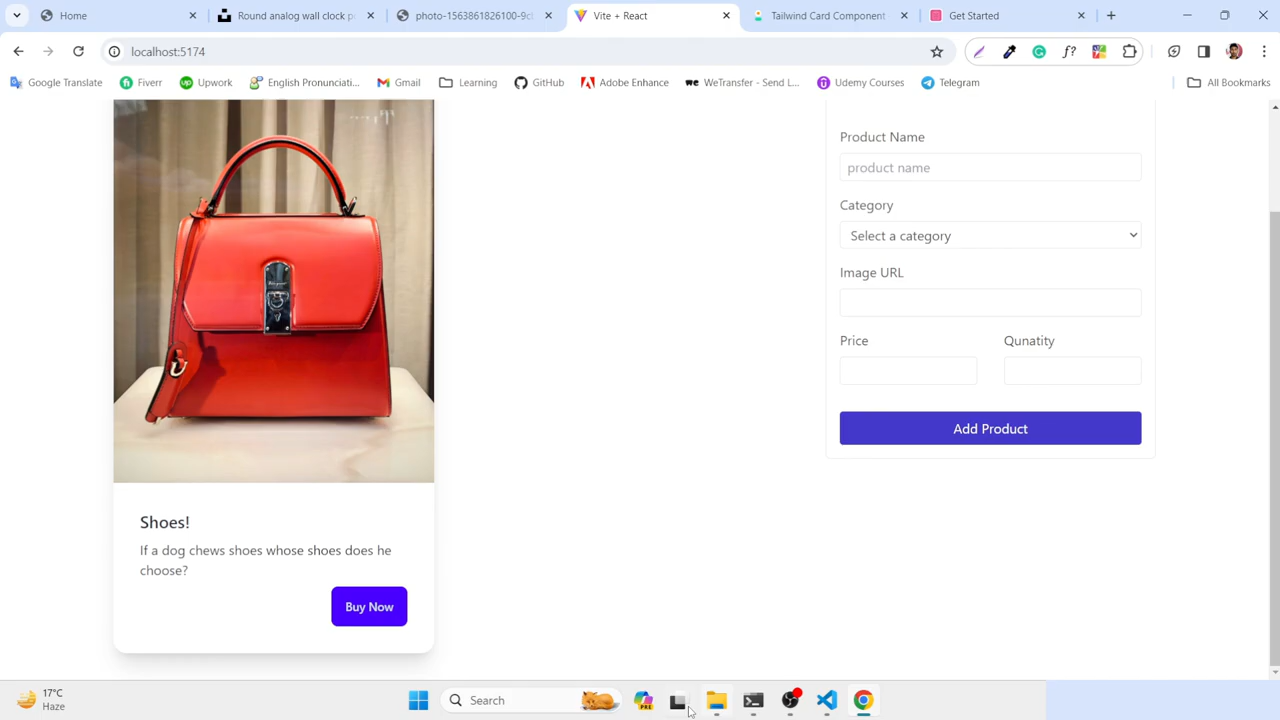 Home
Round analog wall clock p
photo-1563861826100-9cb
Vite + React
Tailwind Card Component
Get Started
localhost:5174
Google Translate
Fiverr
Upwork
English Pronunciati...
Gmail
Learning
GitHub
Adobe Enhance
WeTransfer - Send L...
Udemy Courses
Telegram
All Bookmarks
Product Name
product name
Category
Select a category
Image URL
Price
Qunatity
Add Product
Shoes!
If a dog chews shoes whose shoes does he
choose?
Buy Now
17°C
Haze
Search